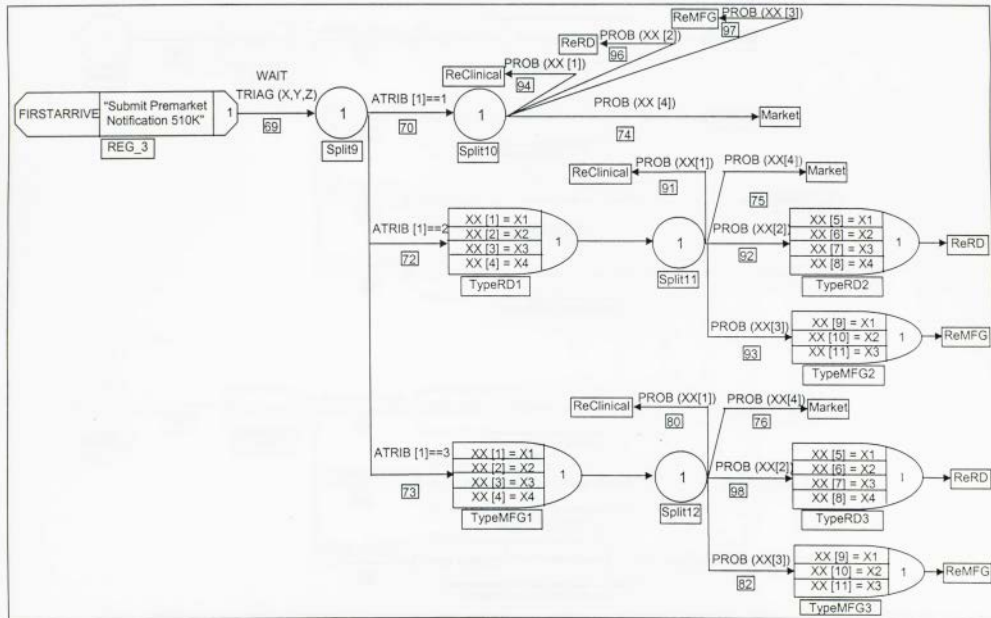 PROB (XX [3])
ReMFG
97
PROB (XX [2])
ReRD
96
PROB (XX [1])
ReClinical
94
WAIT
TRIAG (X,Y,Z)
FIRSTARRIVE
"Submit Premarket
Notification 510K"
1
69
REG_3
1
Split9
ATRIB [1]==1
70
1
Split10
PROB (XX [4])
74
Market
ReClinical
PROB (XX[1])
91
PROB (XX[4])
75
Market
ATRIB [1]==2
72
XX [1] = X1
XX [2] = X2
XX [3] = X3
XX [4] = X4
1
TypeRD1
1
Split11
PROB (XX[2])
92
XX [5] = X1
XX [6] = X2
XX [7] = X3
XX [8] = X4
1
TypeRD2
ReRD
PROB (XX[3])
93
XX [9] = X1
XX [10] = X2
XX [11] = X3
1
TypeMFG2
ReMFG
ReClinical
PROB (XX[1])
80
PROB (XX[4])
76
Market
ATRIB [1]==3
73
XX [1] = X1
XX [2] = X2
XX [3] = X3
XX [4] = X4
1
TypeMFG1
1
Split12
PROB (XX[2])
98
XX [5] = X1
XX [6] = X2
XX [7] = X3
XX [8] = X4
1
TypeRD3
ReRD
PROB (XX[3])
82
XX [9] = X1
XX [10] = X2
XX [11] = X3
1
TypeMFG3
ReMFG